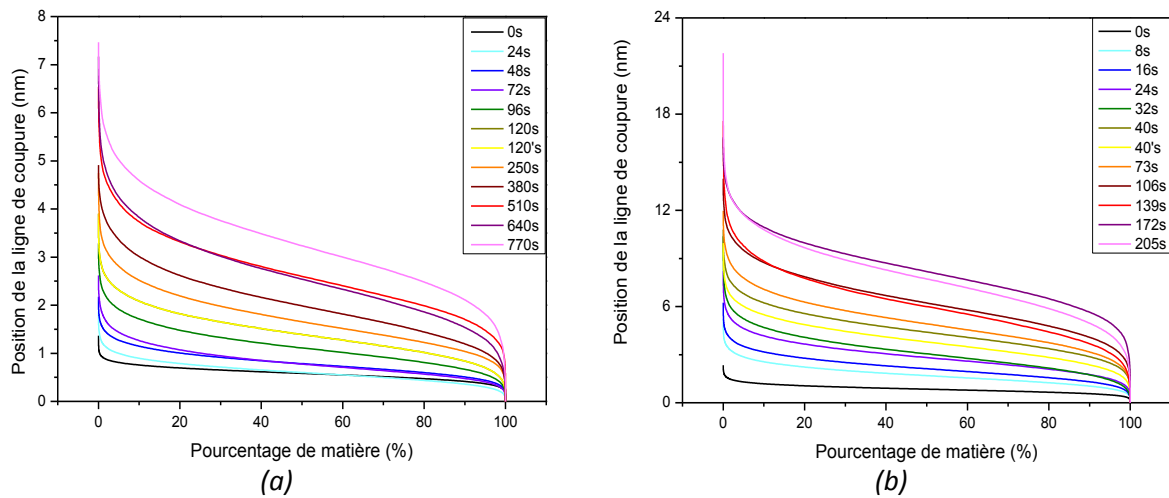 8
7
6
5
4
3
2
1
0
Position de la ligne de coupure (nm)
0s
24s
48s
72s
96s
120s
120's
250s
380s
510s
640s
770s
0 20 40 60 80 100
Pourcentage de matière (%)
(a)
24
18
12
6
0
Position de la ligne de coupure (nm)
0s
8s
16s
24s
32s
40s
40's
73s
106s
139s
172s
205s
0 20 40 60 80 100
Pourcentage de matière (%)
(b)